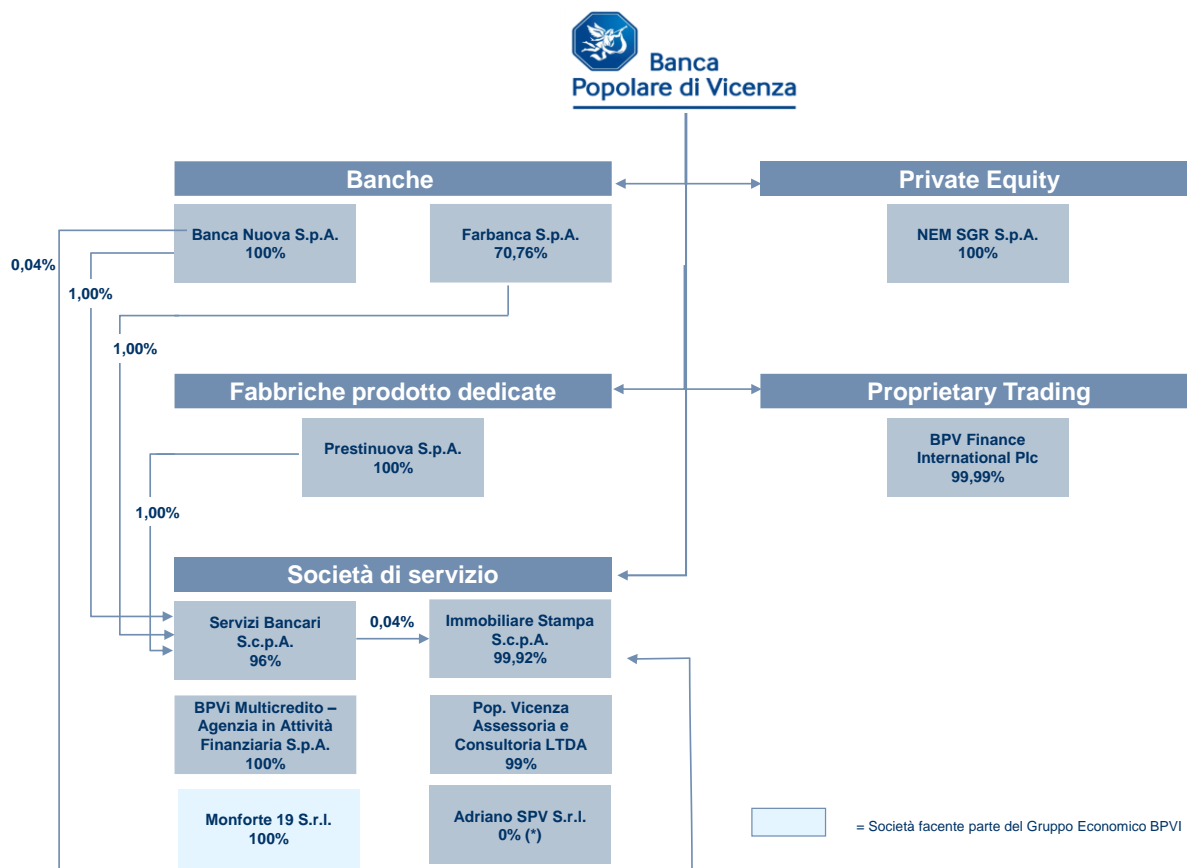 Banca
Popolare di Vicenza
Banche
Private Equity
Banca Nuova S.p.A.
100%
Farbanca S.p.A.
70,76%
NEM SGR S.p.A.
100%
0,04%
1,00%
1,00%
Fabbriche prodotto dedicate
Proprietary Trading
Prestinuova S.p.A.
100%
BPV Finance
International Plc
99,99%
1,00%
Società di servizio
Servizi Bancari
S.c.p.A.
96%
0,04%
Immobiliare Stampa
S.c.p.A.
99,92%
BPVi Multicredito –
Agenzia in Attività
Finanziaria S.p.A.
100%
Pop. Vicenza
Assessoria e
Consultoria LTDA
99%
Monforte 19 S.r.l.
100%
Adriano SPV S.r.l.
0% (*)
= Società facente parte del Gruppo Economico BPVI